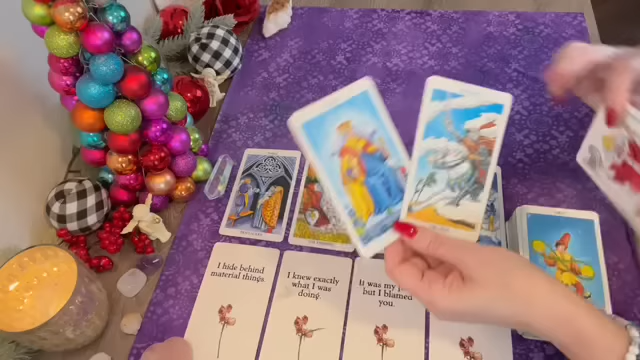 I hide behind
material things.
I knew exactly
what I was
doing.
It was my
but I blamed
you.